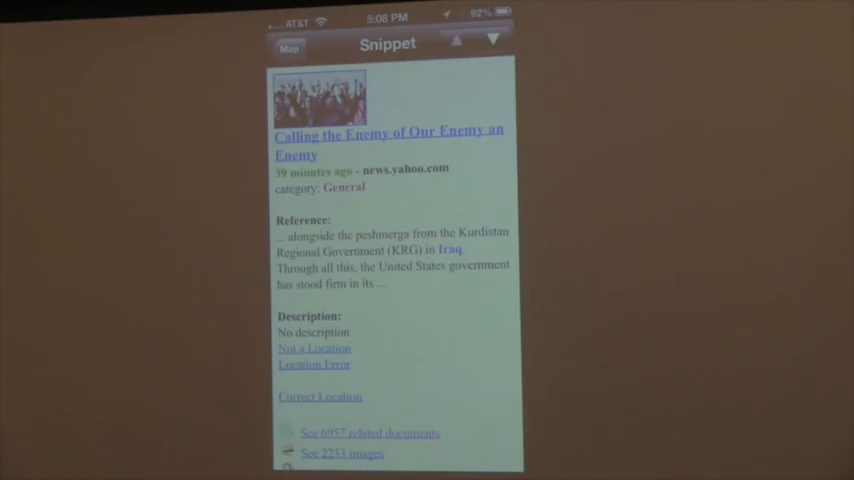 AT&T 5:08 PM 92%
Map Snippet
Calling the Enemy of Our Enemy an
Enemy
39 minutes ago - news.yahoo.com
category: General
Reference:
... alongside the peshmerga from the Kurdistan
Regional Government (KRG) in Iraq.
Through all this, the United States government
has stood firm in its ...
Description:
No description
Not a Location
Location Error
Correct Location
See 6957 related documents
See 2233 images